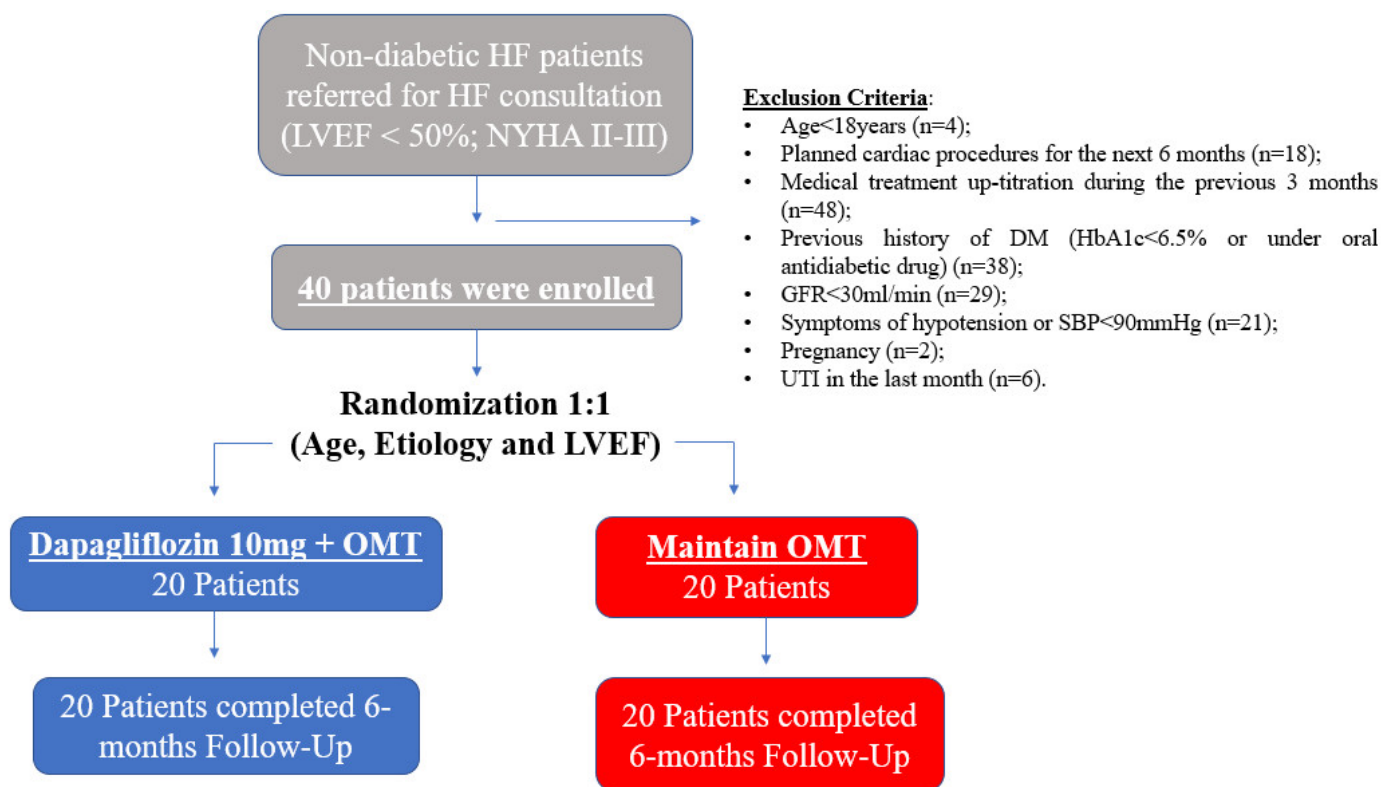 Non-diabetic HF patients
referred for HF consultation
(LVEF < 50%; NYHA II-III)
Exclusion Criteria:
• Age<18years (n=4);
• Planned cardiac procedures for the next 6 months (n=18);
• Medical treatment up-titration during the previous 3 months
(n=48);
• Previous history of DM (HbA1c<6.5% or under oral
antidiabetic drug) (n=38);
• GFR<30ml/min (n=29);
• Symptoms of hypotension or SBP<90mmHg (n=21);
• Pregnancy (n=2);
• UTI in the last month (n=6).
40 patients were enrolled
Randomization 1:1
(Age, Etiology and LVEF)
Dapagliflozin 10mg + OMT
20 Patients
Maintain OMT
20 Patients
20 Patients completed 6-
months Follow-Up
20 Patients completed
6-months Follow-Up